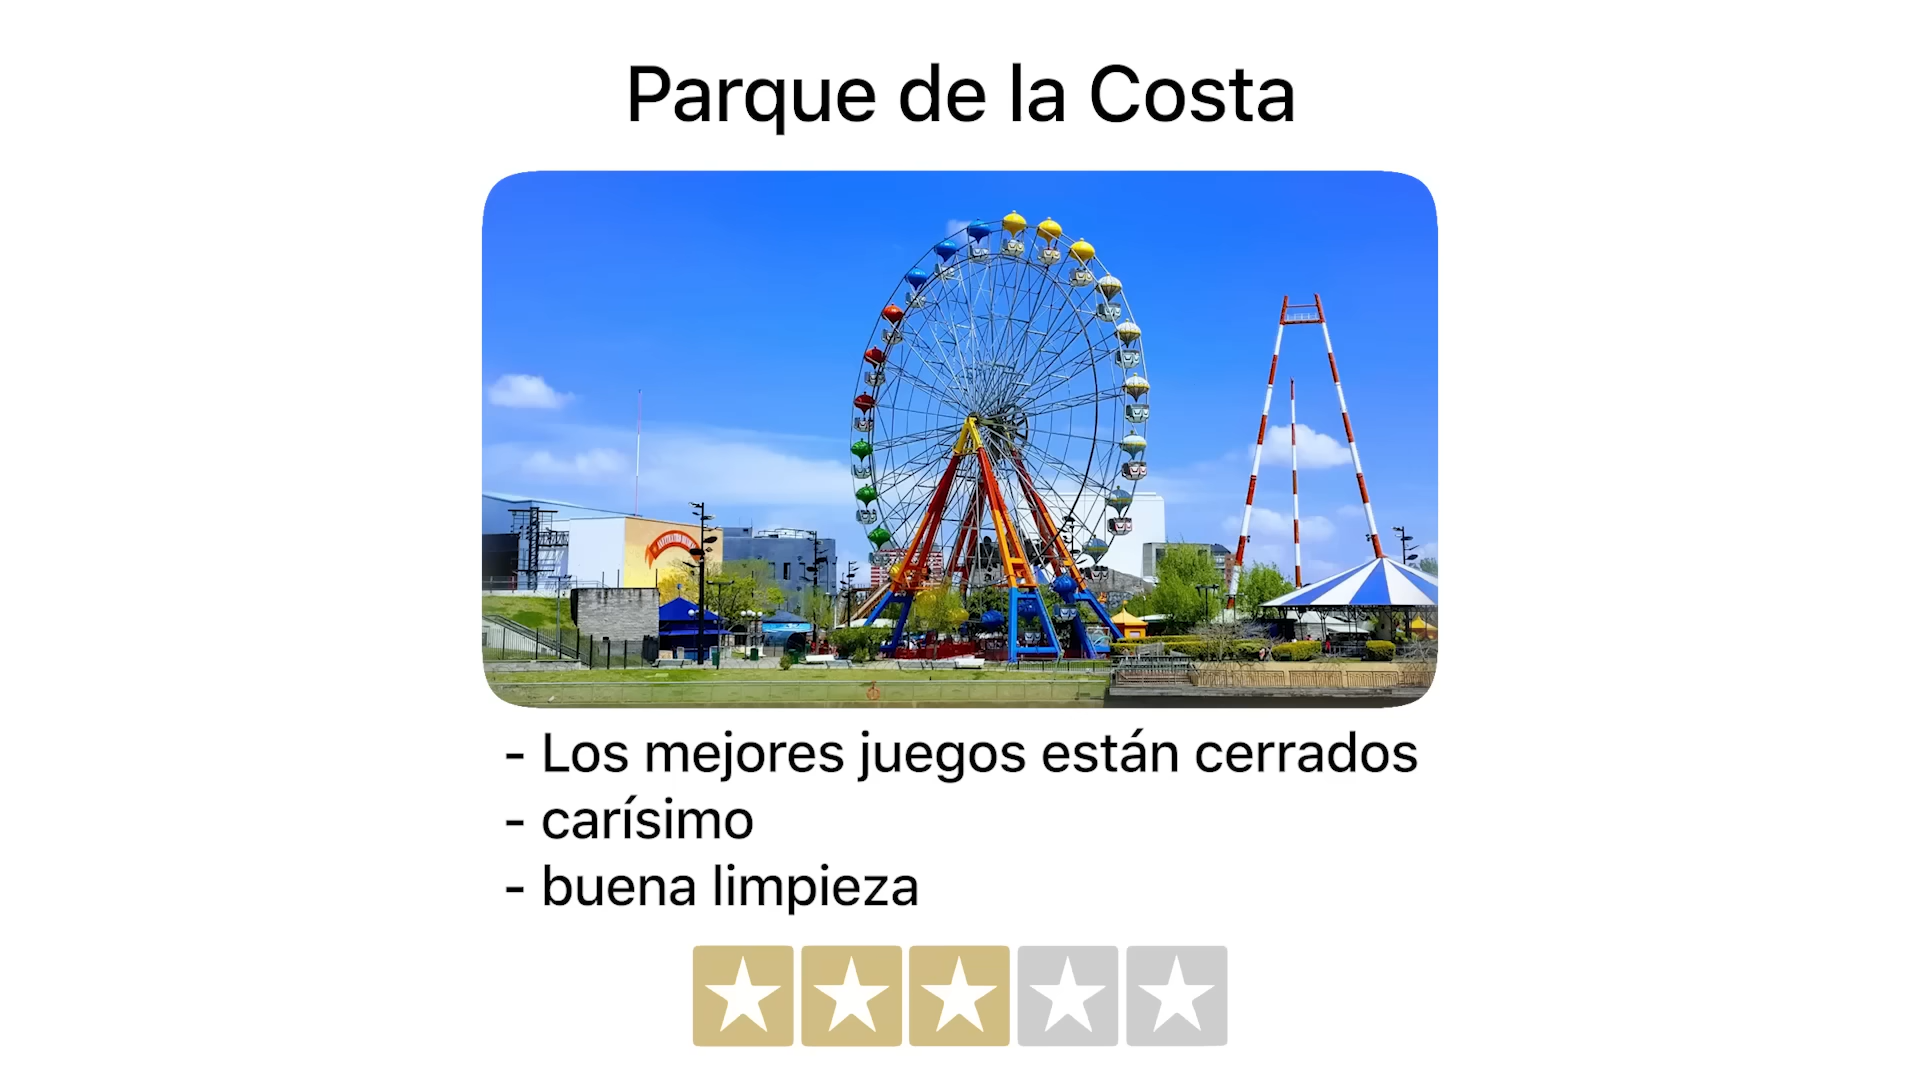 Parque de la Costa
- Los mejores juegos están cerrados
- carísimo
- buena limpieza